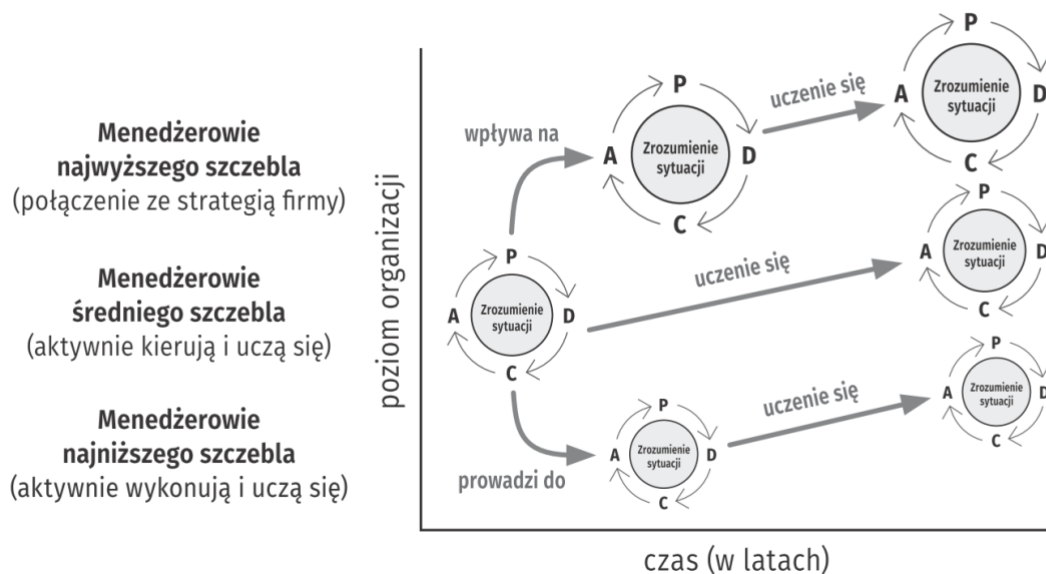 Menedżerowie
najwyższego szczebla
(połączenie ze strategią firmy)
Menedżerowie
średniego szczebla
(aktywnie kierują i uczą się)
Menedżerowie
najniższego szczebla
(aktywnie wykonują i uczą się)
poziom organizacji
czas (w latach)
wpływa na
P
A
Zrozumienie
sytuacji
D
C
uczenie się
P
A
Zrozumienie
sytuacji
D
C
P
A
Zrozumienie
sytuacji
D
C
uczenie się
P
A
Zrozumienie
sytuacji
D
C
prowadzi do
P
A
Zrozumienie
sytuacji
D
C
uczenie się
P
A
Zrozumienie
sytuacji
D
C